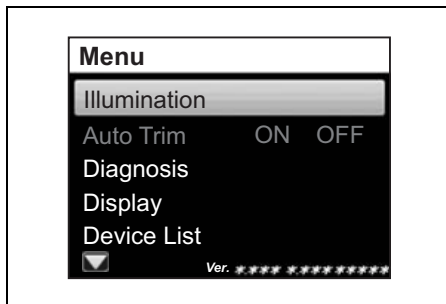 Menu
Illumination
Auto Trim ON OFF
Diagnosis
Display
Device List
Ver. *.*** *.*********